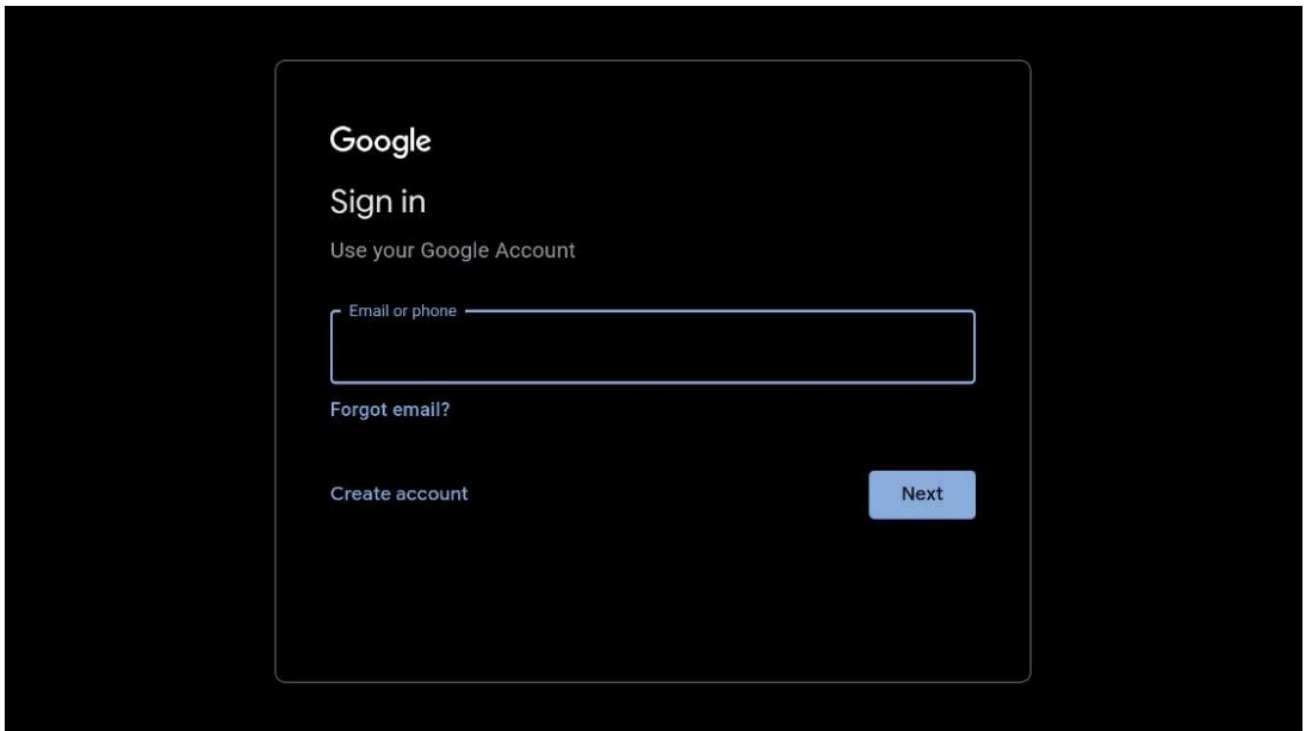 Google
Sign in
Use your Google Account
Email or phone
Forgot email?
Create account
Next